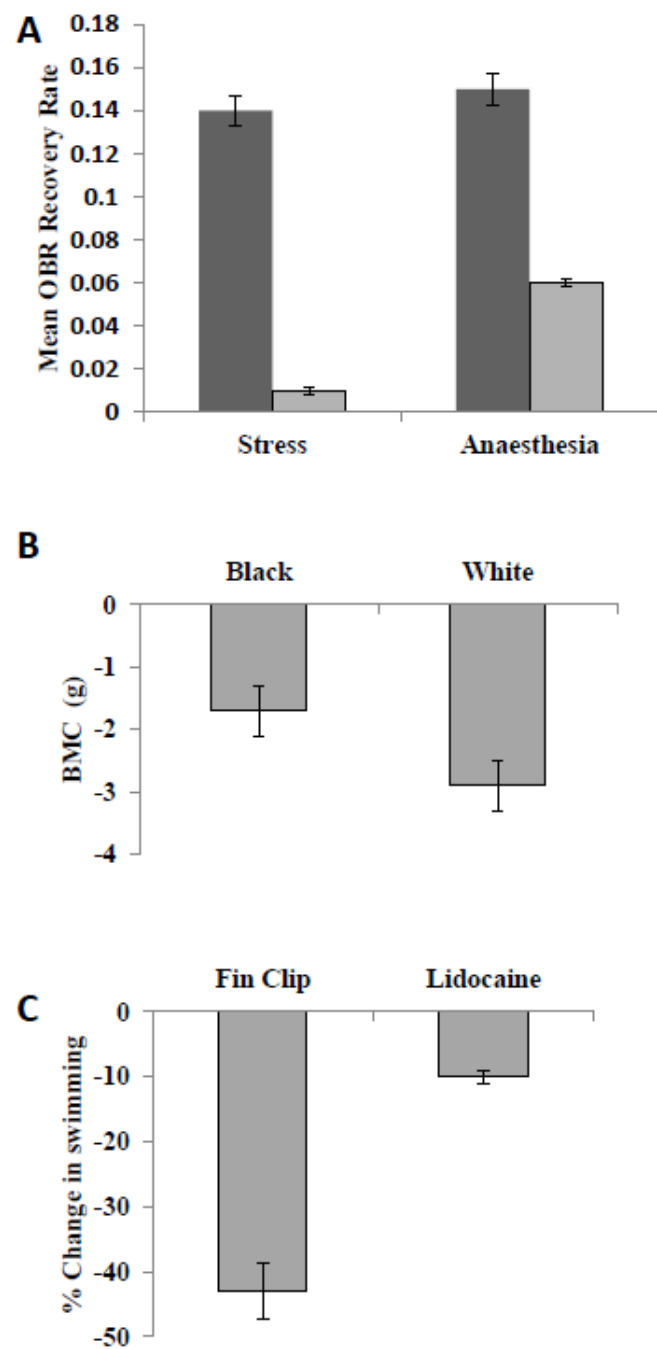 A
Mean OBR Recovery Rate
0.18
0.16
0.14
0.12
0.1
0.08
0.06
0.04
0.02
0
Stress Anaesthesia
B
Black White
BMC (g)
0
-1
-2
-3
-4
Fin Clip Lidocaine
C
% Change in swimming
0
-10
-20
-30
-40
-50